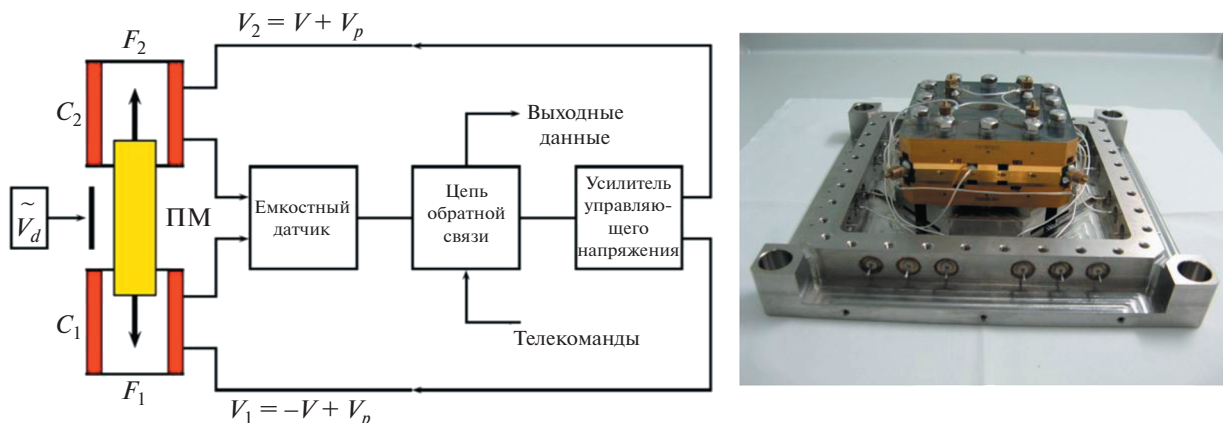 V₂ = V + Vₚ
F₂
C₂
Выходные
данные
Ṽ_d
ПМ
Емкостный
датчик
Цепь
обратной
связи
Усилитель
управляю-
щего
напряжения
C₁
Телекоманды
F₁
V₁ = –V + Vₚ